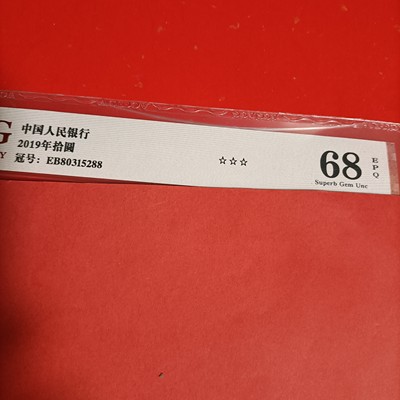 G
Y
中国人民银行
2019年拾圆
冠号：EB80315288
☆☆☆
68
EPQ
Superb Gem Unc